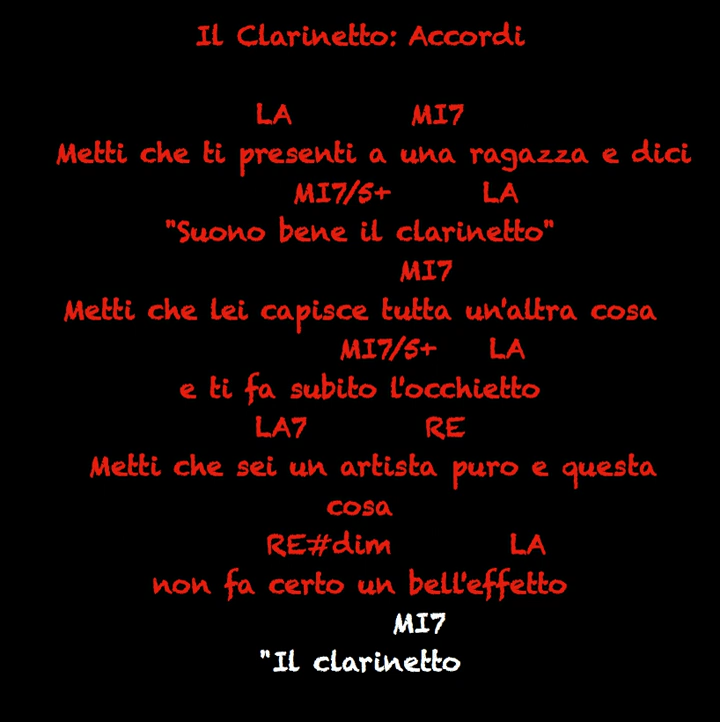 Il Clarinetto: Accordi
LA MI7
Metti che ti presenti a una ragazza e dici
MI7/5+ LA
"Suono bene il clarinetto"
MI7
Metti che lei capisce tutta un'altra cosa
MI7/5+ LA
e ti fa subito l'occhietto
LA7 RE
Metti che sei un artista puro e questa
cosa
RE#dim LA
non fa certo un bell'effetto
MI7
"Il clarinetto